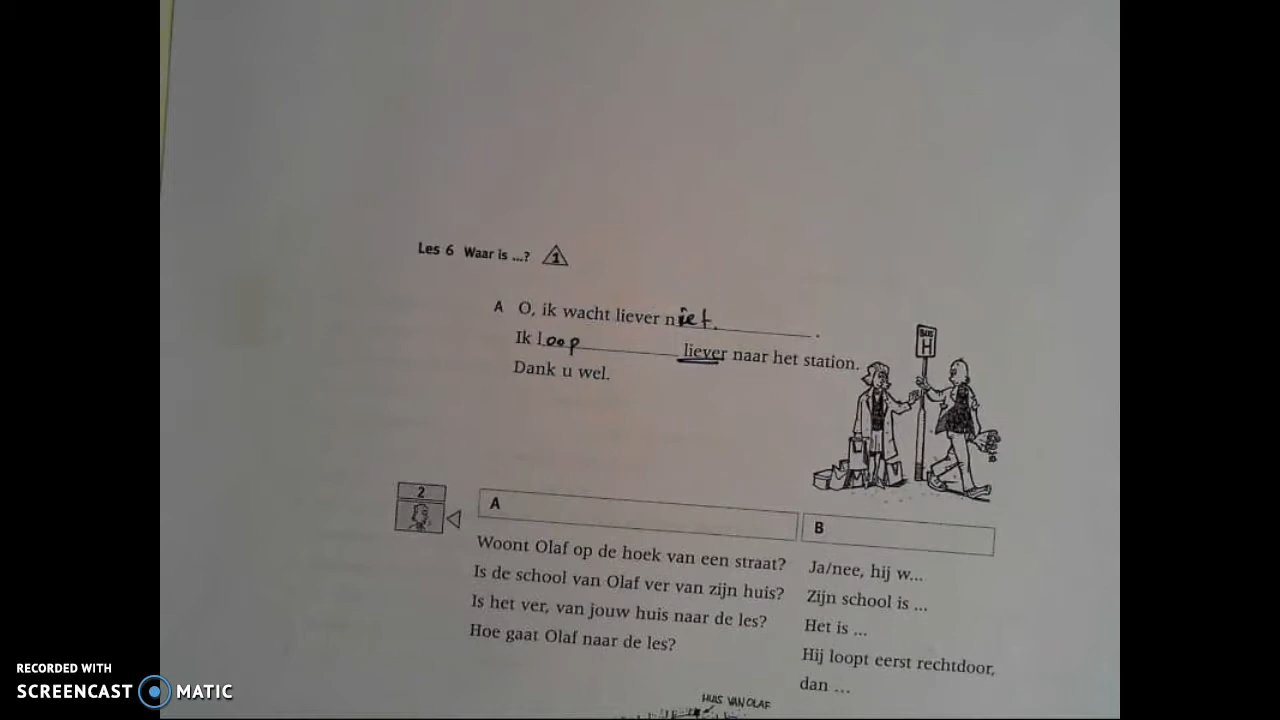 Les 6 Waar is ...? 1
A O, ik wacht liever niet.
Ik loop liever naar het station.
Dank u wel.
BUS
H
2
A
B
Woont Olaf op de hoek van een straat?
Ja/nee, hij w...
Is de school van Olaf ver van zijn huis?
Zijn school is ...
Is het ver, van jouw huis naar de les?
Het is ...
Hoe gaat Olaf naar de les?
Hij loopt eerst rechtdoor,
dan ...
HUIS VAN OLAF
RECORDED WITH
SCREENCAST MATIC